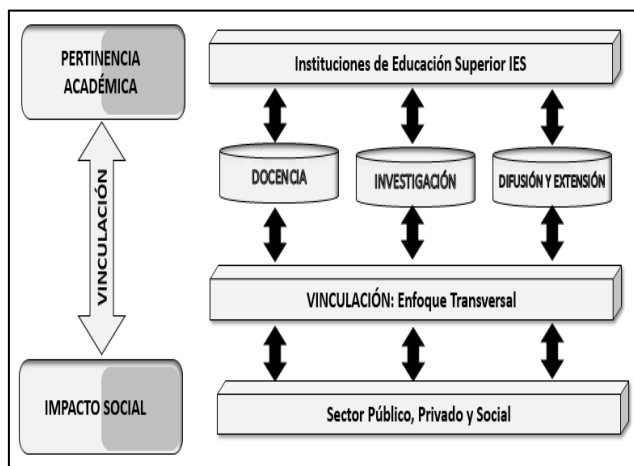 PERTINENCIA
ACADÉMICA
VINCULACIÓN
IMPACTO SOCIAL
Instituciones de Educación Superior IES
DOCENCIA
INVESTIGACIÓN
DIFUSIÓN Y EXTENSIÓN
VINCULACIÓN: Enfoque Transversal
Sector Público, Privado y Social